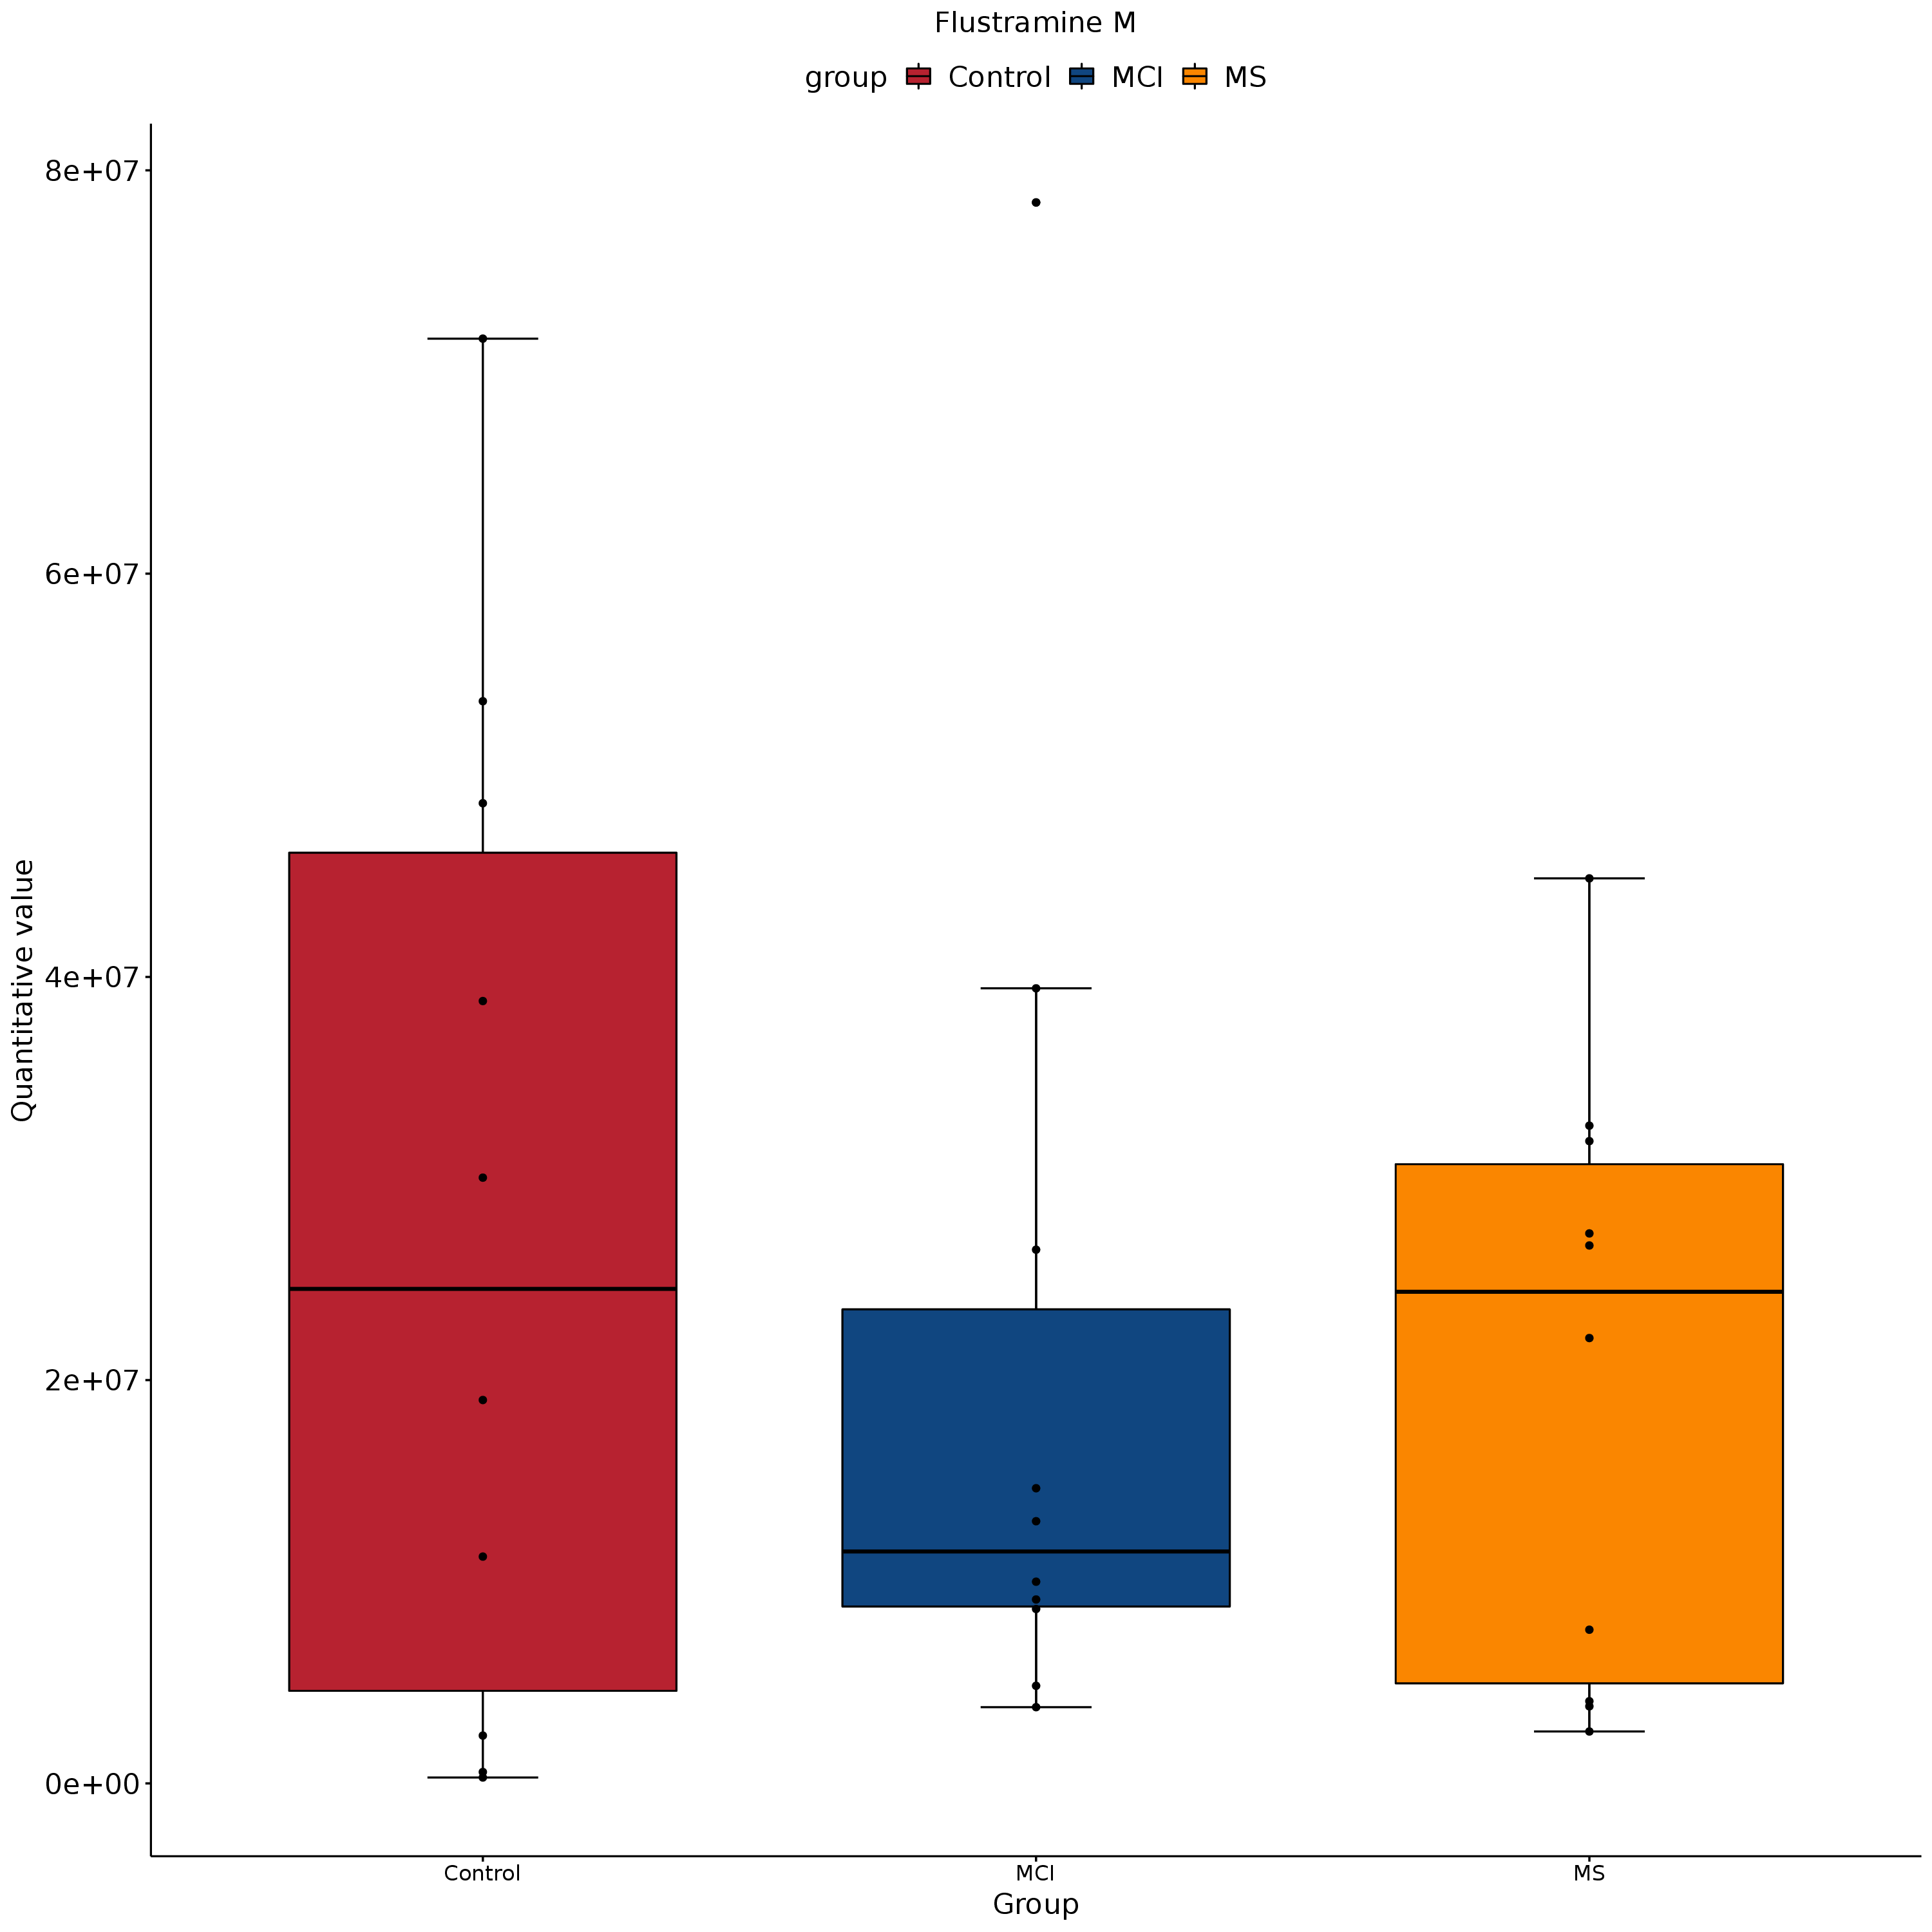 Flustramine M
group Control MCI MS
8e+07
6e+07
4e+07
2e+07
0e+00
Quantitative value
Control MCI MS
Group